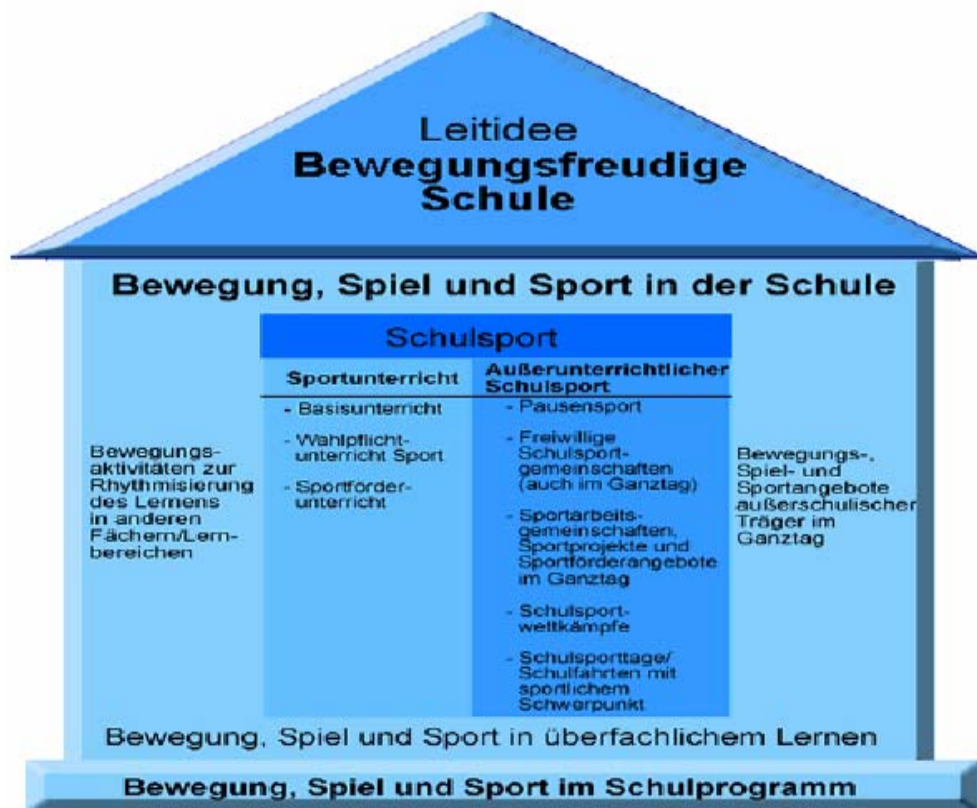 Leitidee
Bewegungsfreudige
Schule
Bewegung, Spiel und Sport in der Schule
Schulsport
Sportunterricht
- Basisunterricht
- Wahlpflicht-
unterricht Sport
- Sportförder-
unterricht
Außerunterrichtlicher
Schulsport
- Pausensport
- Freiwillige
Schulsport-
gemeinschaften
(auch im Ganztag)
- Sportarbeits-
gemeinschaften,
Sportprojekte und
Sportförderangebote
im Ganztag
- Schulsport-
wettkämpfe
- Schulsporttage/
Schulfahrten mit
sportlichem
Schwerpunkt
Bewegungs-
aktivitäten zur
Rhythmisierung
des Lernens
in anderen
Fächern/Lern-
bereichen
Bewegungs-,
Spiel- und
Sportangebote
außerschulischer
Träger im
Ganztag
Bewegung, Spiel und Sport in überfachlichem Lernen
Bewegung, Spiel und Sport im Schulprogramm